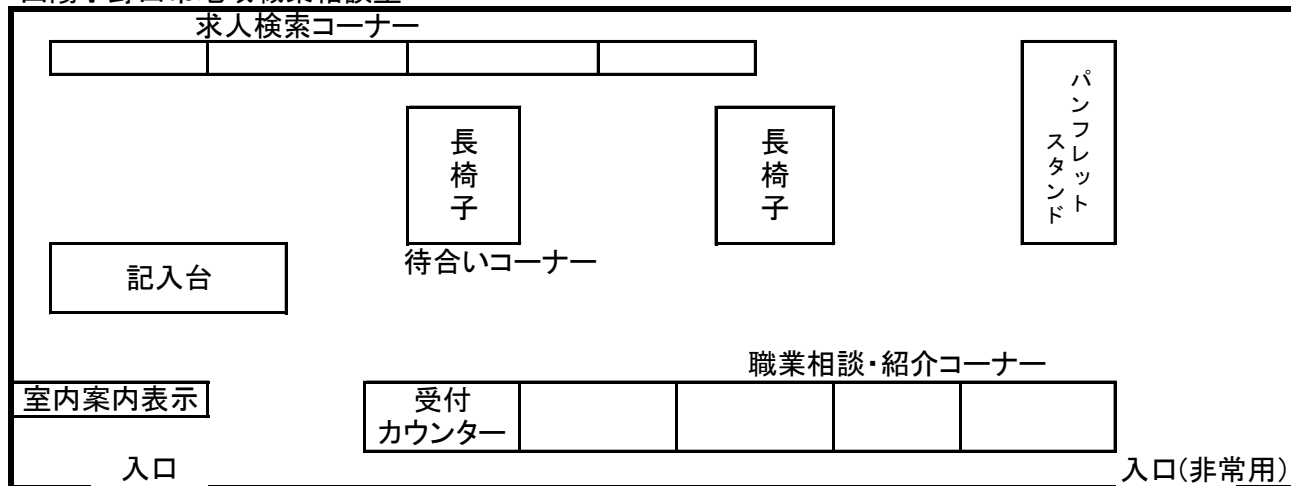 求人検索コーナー
パンフレット
スタンド
長椅子
長椅子
待合いコーナー
記入台
職業相談・紹介コーナー
室内案内表示
受付
カウンター
入口
入口(非常用)